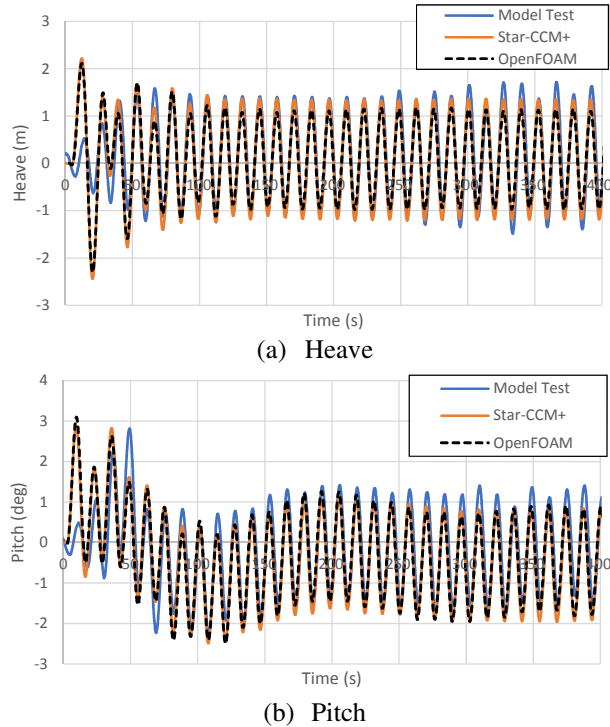 3
Model Test
Star-CCM+
OpenFOAM
2
1
Heave (m)
0
0 50 100 150 200 250 300 350 400
-1
-2
-3
Time (s)
(a) Heave
4
Model Test
Star-CCM+
OpenFOAM
3
2
1
Pitch (deg)
0
0 50 100 150 200 250 300 350 400
-1
-2
-3
Time (s)
(b) Pitch